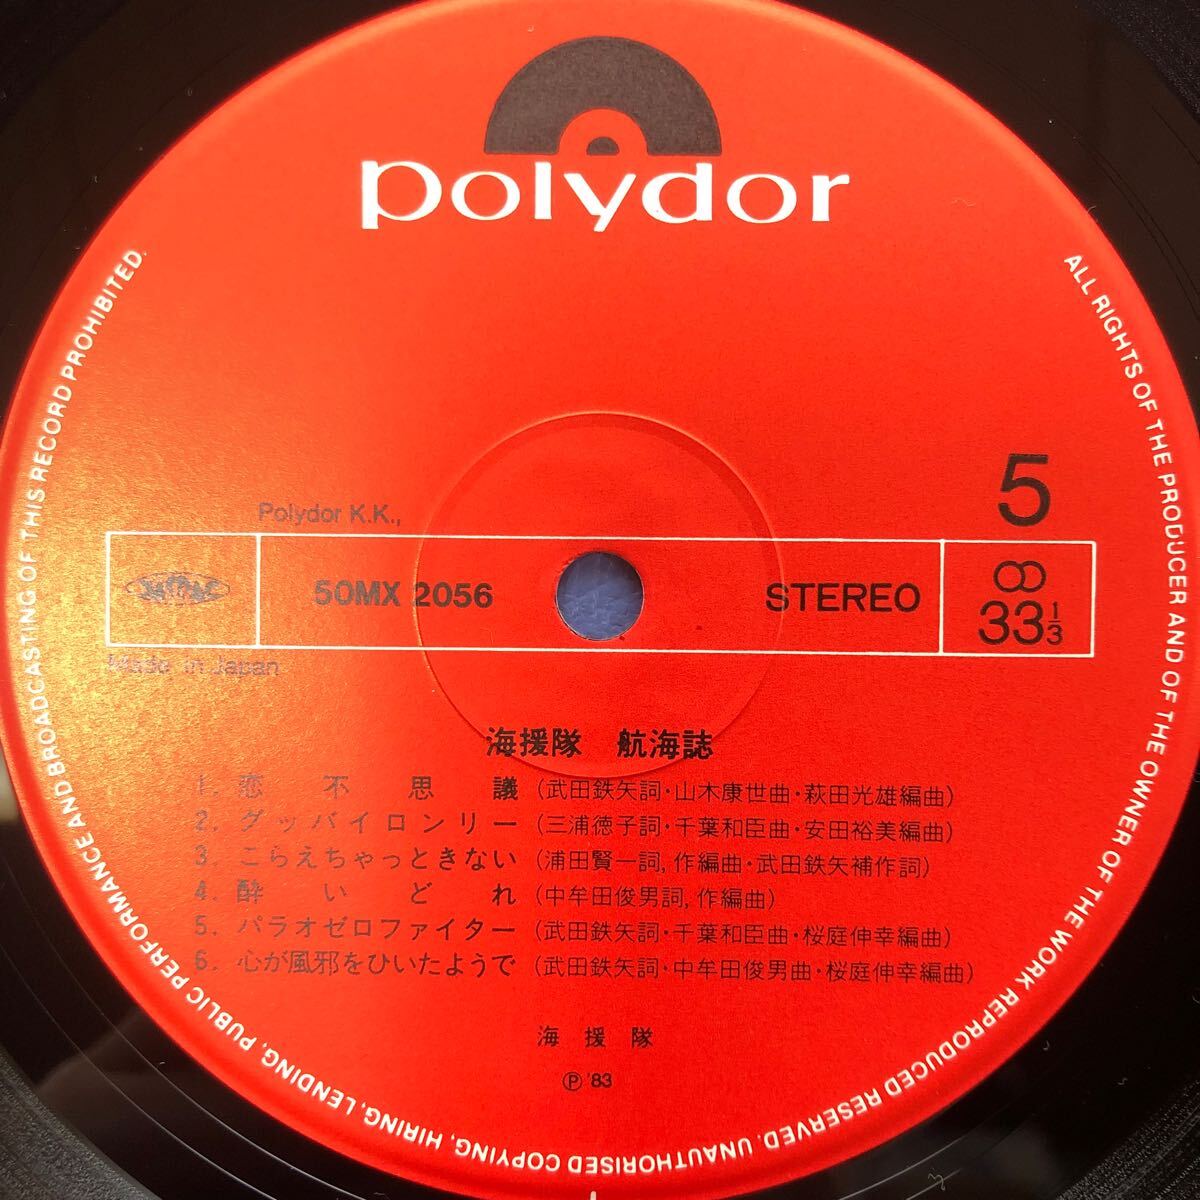 polydor
5
Polydor K.K.,
50MX 2056
STEREO
33 1/3
Made in Japan
海援隊 航海誌
1. 恋不思議 (武田鉄矢詞・山木康世曲・萩田光雄編曲)
2. グッバイロンリー (三浦徳子詞・千葉和臣曲・安田裕美編曲)
3. こらえちゃっときない (浦田賢一詞, 作編曲・武田鉄矢補作詞)
4. 酔いどれ (中牟田俊男詞, 作編曲)
5. パラオゼロファイター (武田鉄矢詞・千葉和臣曲・桜庭伸幸編曲)
6. 心が風邪をひいたようで (武田鉄矢詞・中牟田俊男曲・桜庭伸幸編曲)
海援隊
Ⓟ '83
ALL RIGHTS OF THE PRODUCER AND OF THE OWNER OF THE WORK REPRODUCED RESERVED. UNAUTHORISED COPYING, HIRING, LENDING, PUBLIC PERFORMANCE AND BROADCASTING OF THIS RECORD PROHIBITED.